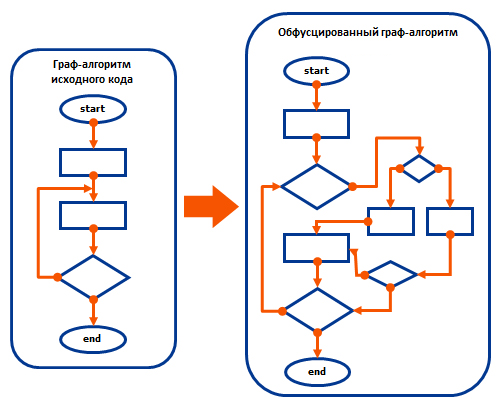 Граф-алгоритм
исходного кода
start
end
Обфусцированный граф-алгоритм
start
end